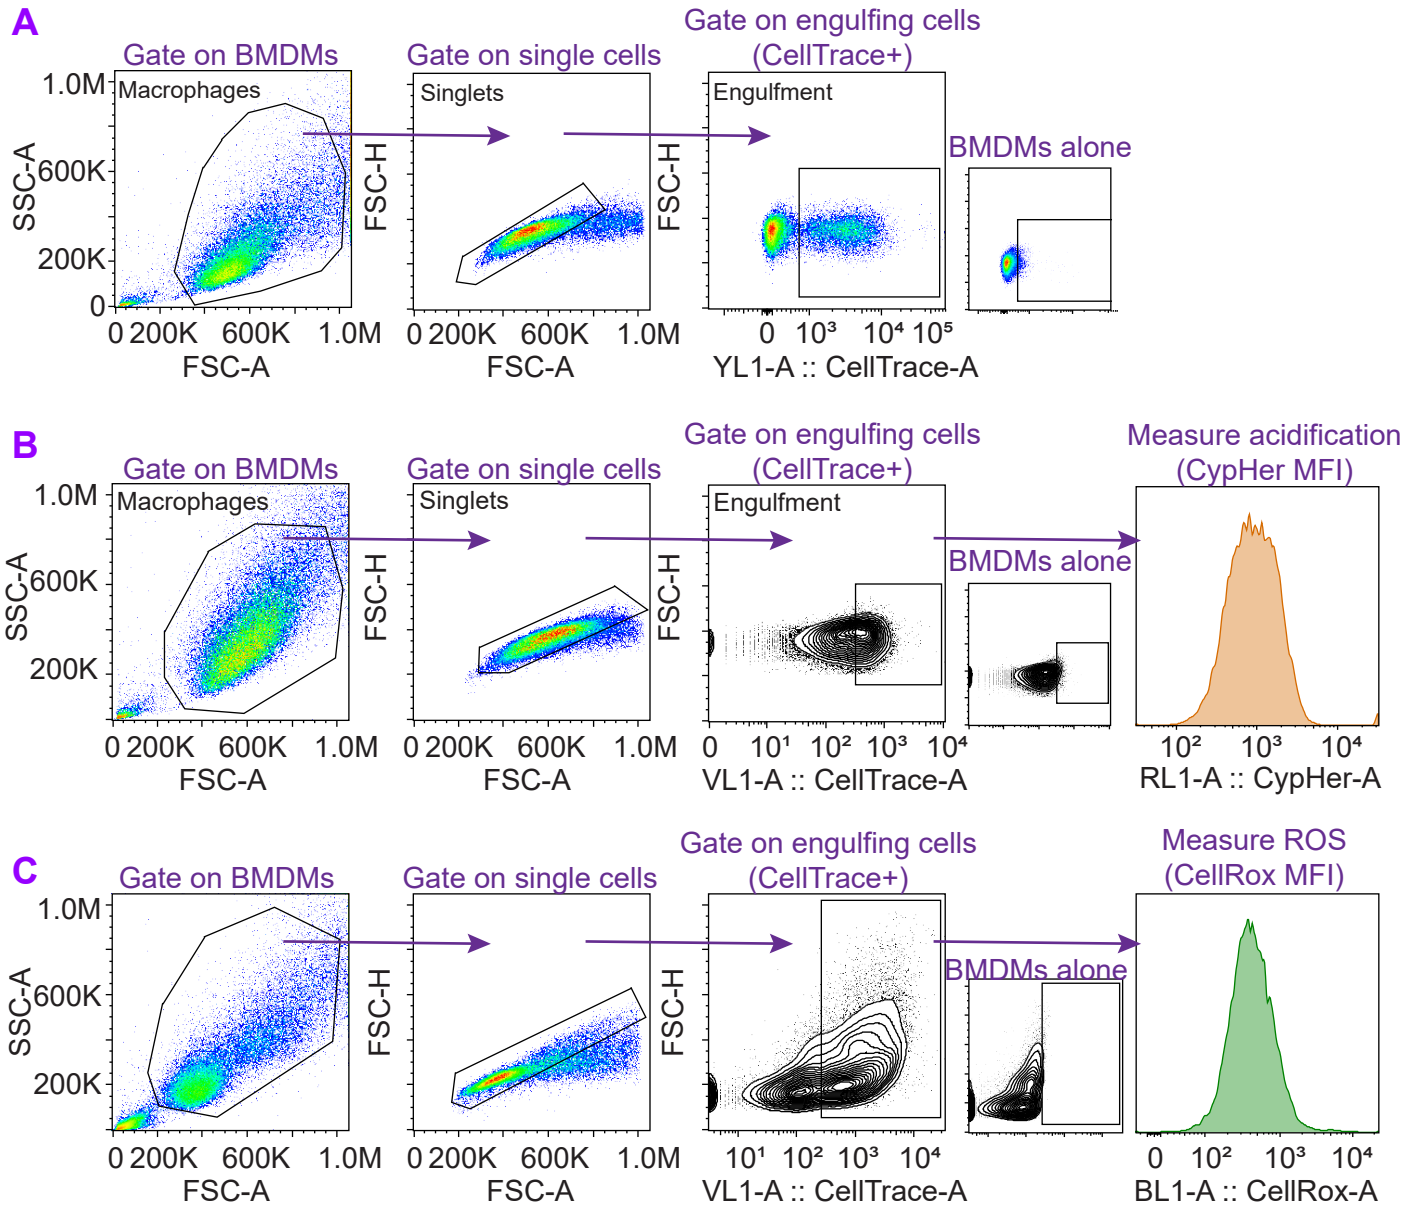 A
Gate on BMDMs
Gate on single cells
Gate on engulfing cells
(CellTrace+)
BMDMs alone
Macrophages
Singlets
Engulfment
1.0M
600K
200K
0
SSC-A
FSC-H
FSC-H
0 200K 600K 1.0M
FSC-A
0 200K 600K 1.0M
FSC-A
0 10³ 10⁴ 10⁵
YL1-A :: CellTrace-A
B
Gate on BMDMs
Gate on single cells
Gate on engulfing cells
(CellTrace+)
BMDMs alone
Measure acidification
(CypHer MFI)
Macrophages
Singlets
Engulfment
1.0M
600K
200K
SSC-A
FSC-H
FSC-H
0 200K 600K 1.0M
FSC-A
0 200K 600K 1.0M
FSC-A
0 10¹ 10² 10³ 10⁴
VL1-A :: CellTrace-A
10² 10³ 10⁴
RL1-A :: CypHer-A
C
Gate on BMDMs
Gate on single cells
Gate on engulfing cells
(CellTrace+)
BMDMs alone
Measure ROS
(CellRox MFI)
1.0M
600K
200K
SSC-A
FSC-H
FSC-H
0 200K 600K 1.0M
FSC-A
0 200K 600K 1.0M
FSC-A
10¹ 10² 10³ 10⁴
VL1-A :: CellTrace-A
0 10² 10³ 10⁴
BL1-A :: CellRox-A